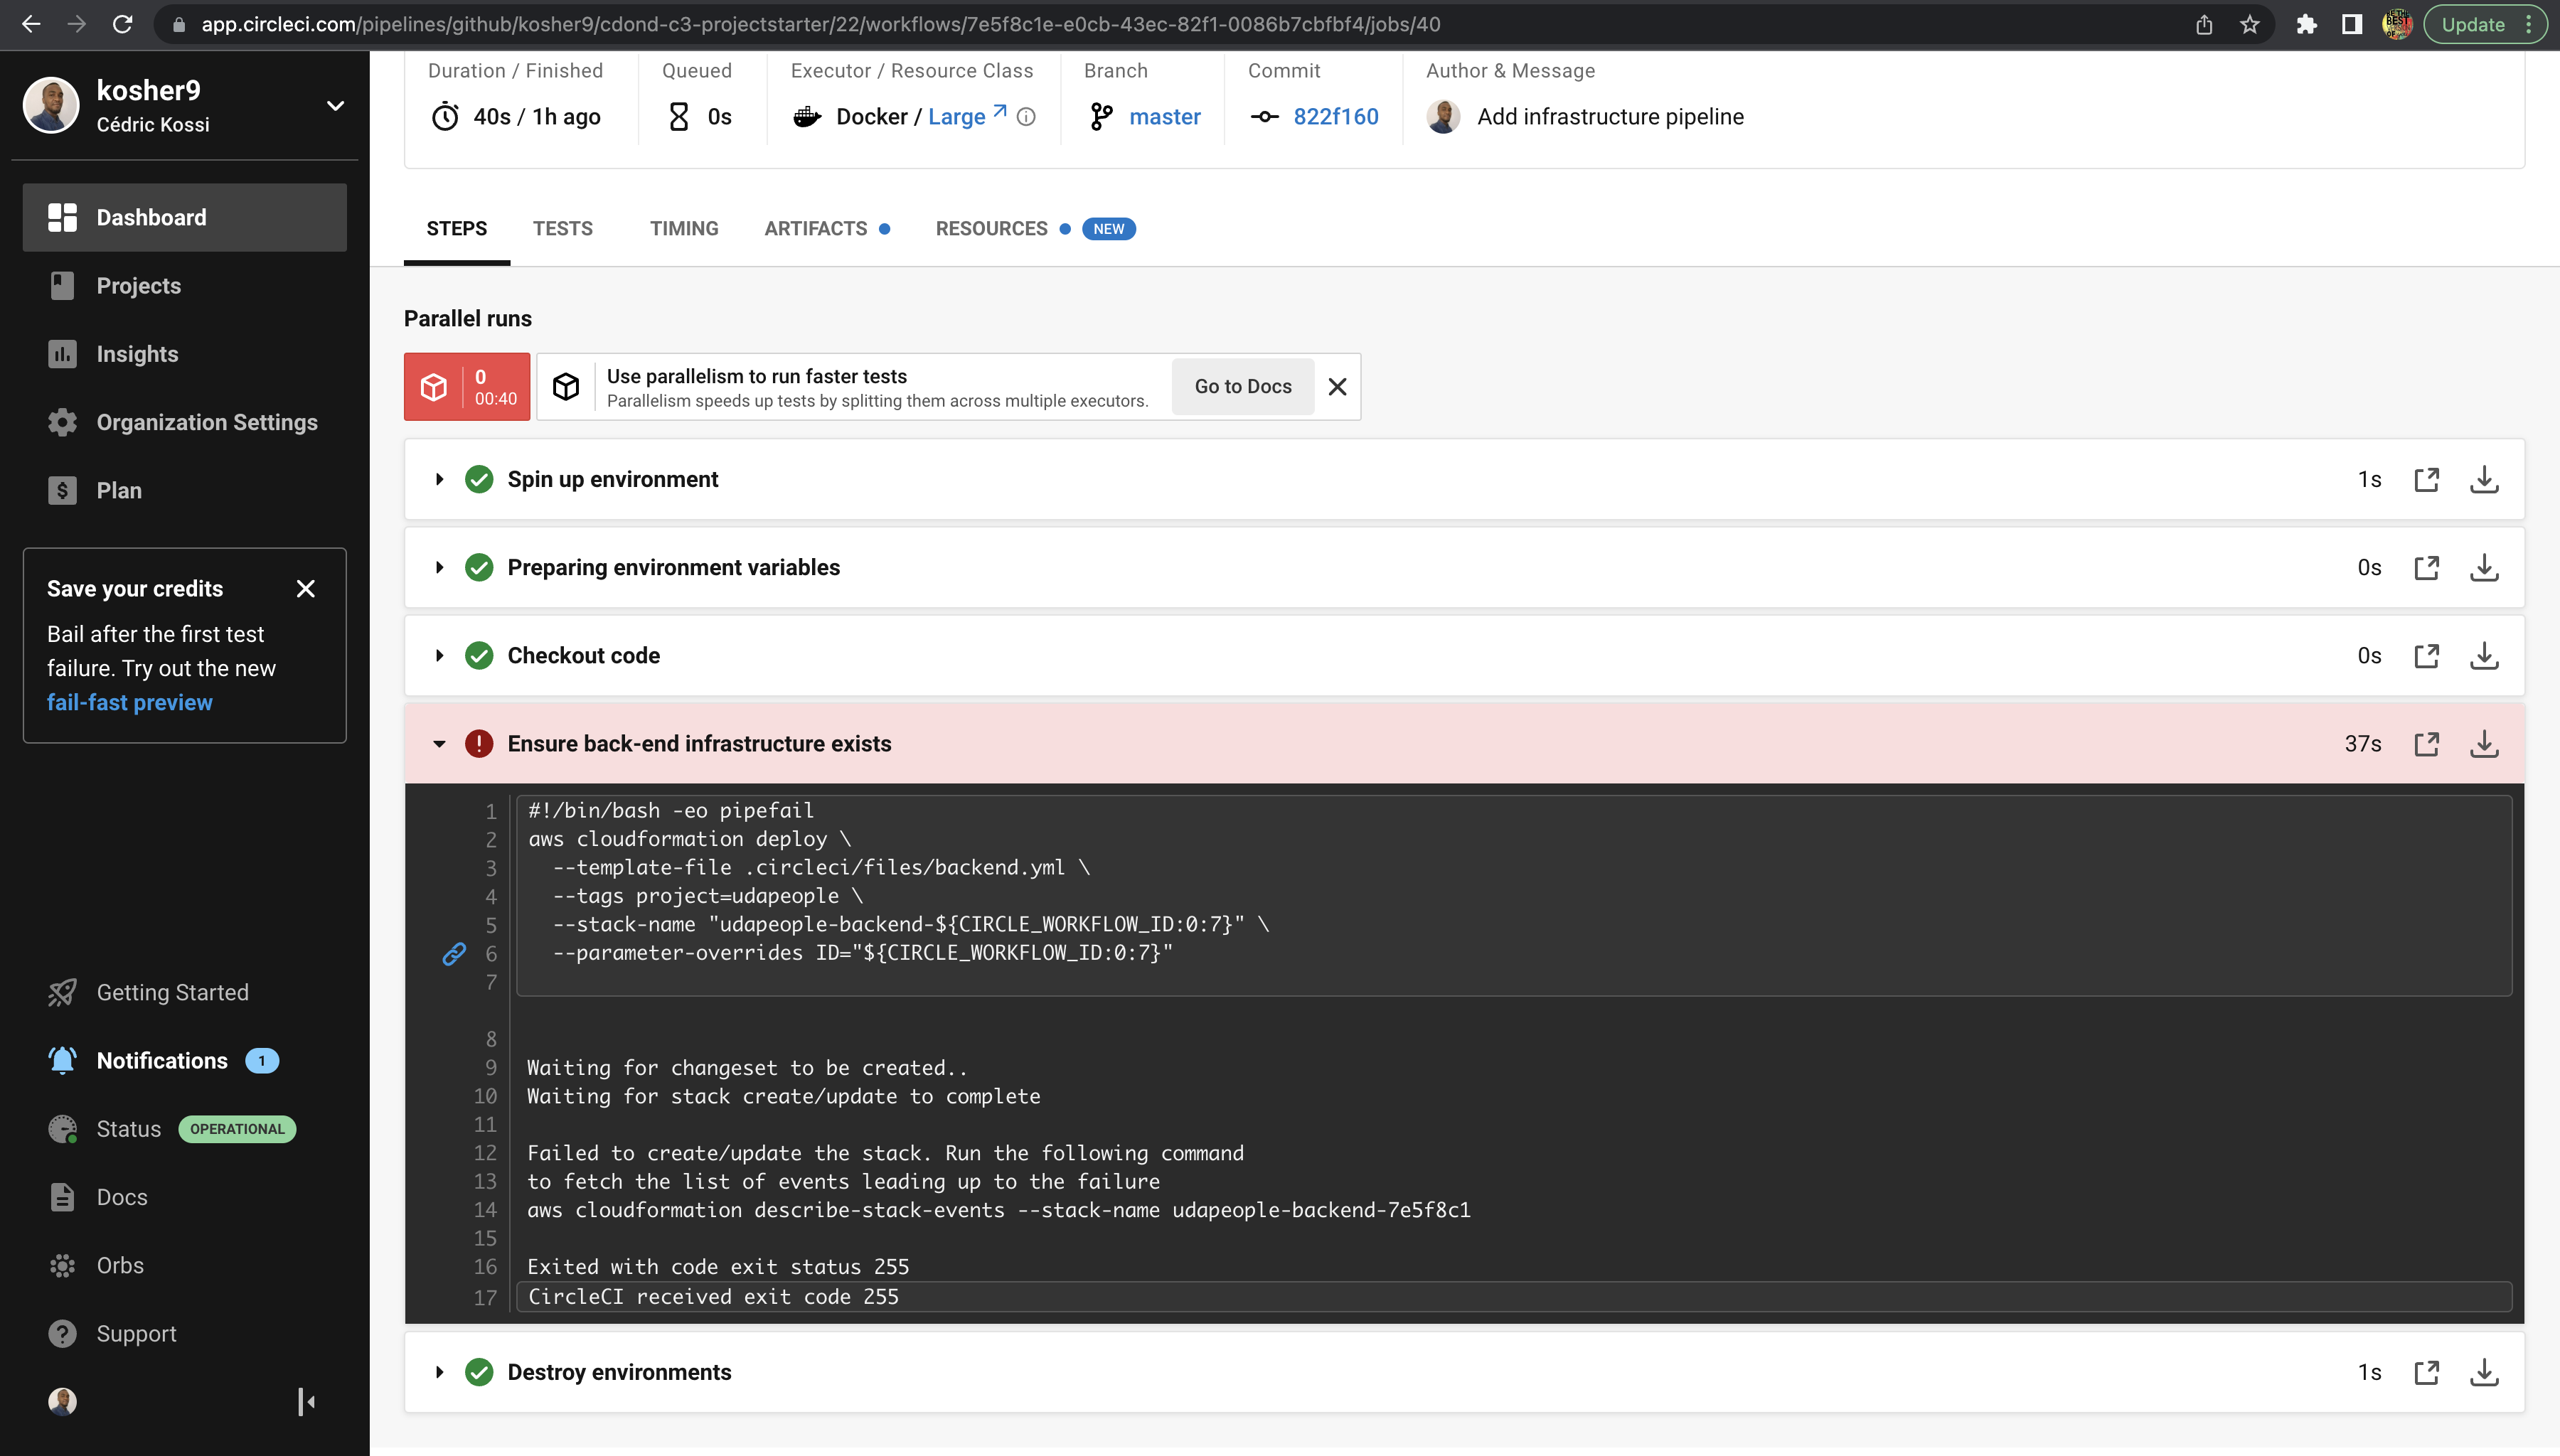 app.circleci.com/pipelines/github/kosher9/cdond-c3-projectstarter/22/workflows/7e5f8c1e-e0cb-43ec-82f1-0086b7cbfbf4/jobs/40
Update
kosher9
Cédric Kossi
Dashboard
Projects
Insights
Organization Settings
Plan
Save your credits
Bail after the first test
failure. Try out the new
fail-fast preview
Getting Started
Notifications 1
Status OPERATIONAL
Docs
Orbs
Support
Duration / Finished
40s / 1h ago
Queued
0s
Executor / Resource Class
Docker / Large
Branch
master
Commit
822f160
Author & Message
Add infrastructure pipeline
STEPS TESTS TIMING ARTIFACTS RESOURCES NEW
Parallel runs
0
00:40
Use parallelism to run faster tests
Parallelism speeds up tests by splitting them across multiple executors.
Go to Docs
Spin up environment 1s
Preparing environment variables 0s
Checkout code 0s
Ensure back-end infrastructure exists 37s
1 #!/bin/bash -eo pipefail
2 aws cloudformation deploy \
3 --template-file .circleci/files/backend.yml \
4 --tags project=udapeople \
5 --stack-name "udapeople-backend-${CIRCLE_WORKFLOW_ID:0:7}" \
6 --parameter-overrides ID="${CIRCLE_WORKFLOW_ID:0:7}"
7
8
9 Waiting for changeset to be created..
10 Waiting for stack create/update to complete
11
12 Failed to create/update the stack. Run the following command
13 to fetch the list of events leading up to the failure
14 aws cloudformation describe-stack-events --stack-name udapeople-backend-7e5f8c1
15
16 Exited with code exit status 255
17 CircleCI received exit code 255
Destroy environments 1s